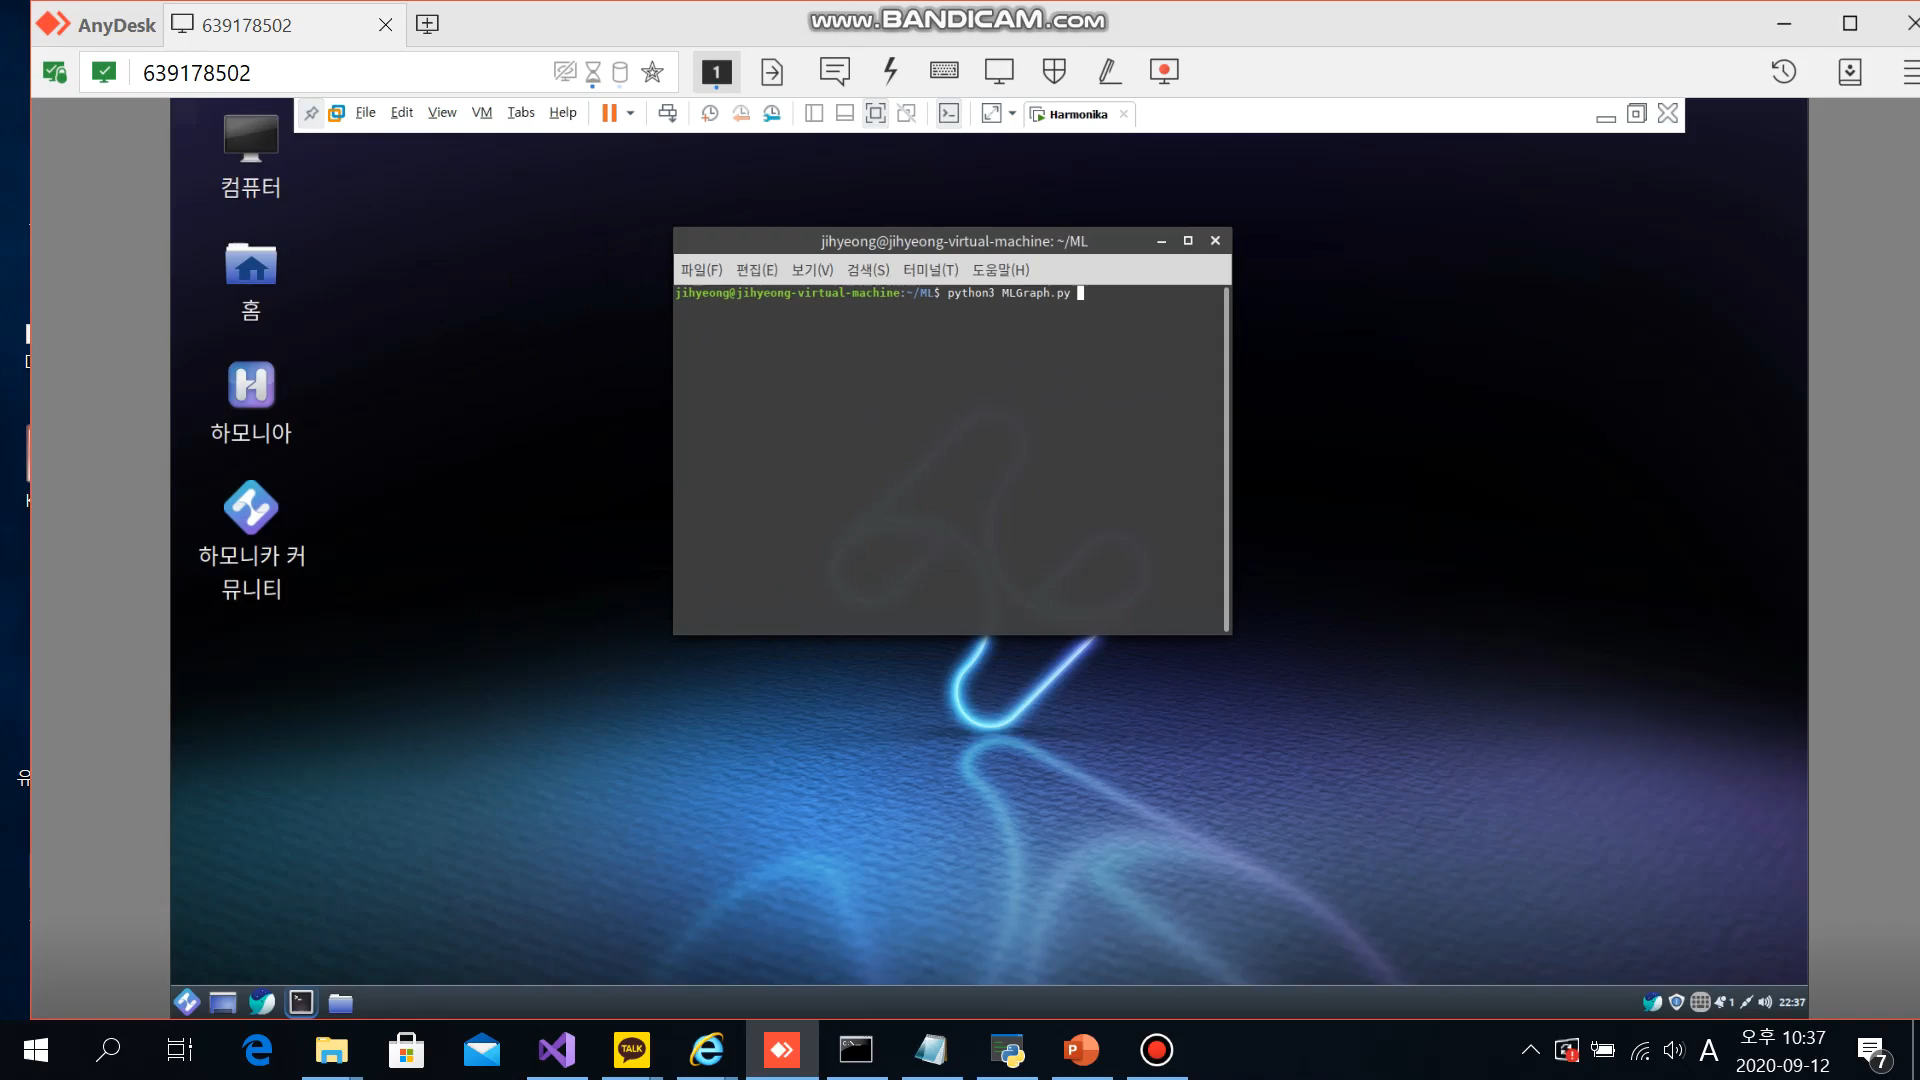 AnyDesk
639178502
www.BANDICAM.com
639178502
1
File Edit View VM Tabs Help
Harmonika
컴퓨터
홈
하모니아
하모니카 커
뮤니티
jihyeong@jihyeong-virtual-machine: ~/ML
파일(F) 편집(E) 보기(V) 검색(S) 터미널(T) 도움말(H)
jihyeong@jihyeong-virtual-machine:~/ML$ python3 MLGraph.py
유
1
22:37
TALK
A
오후 10:37
2020-09-12
7